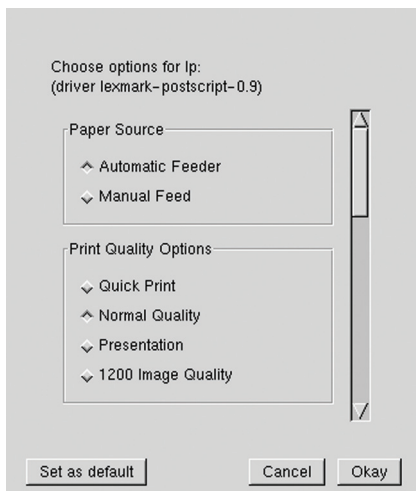 Choose options for lp:
(driver lexmark-postscript-0.9)
Paper Source
Automatic Feeder
Manual Feed
Print Quality Options
Quick Print
Normal Quality
Presentation
1200 Image Quality
Set as default
Cancel
Okay